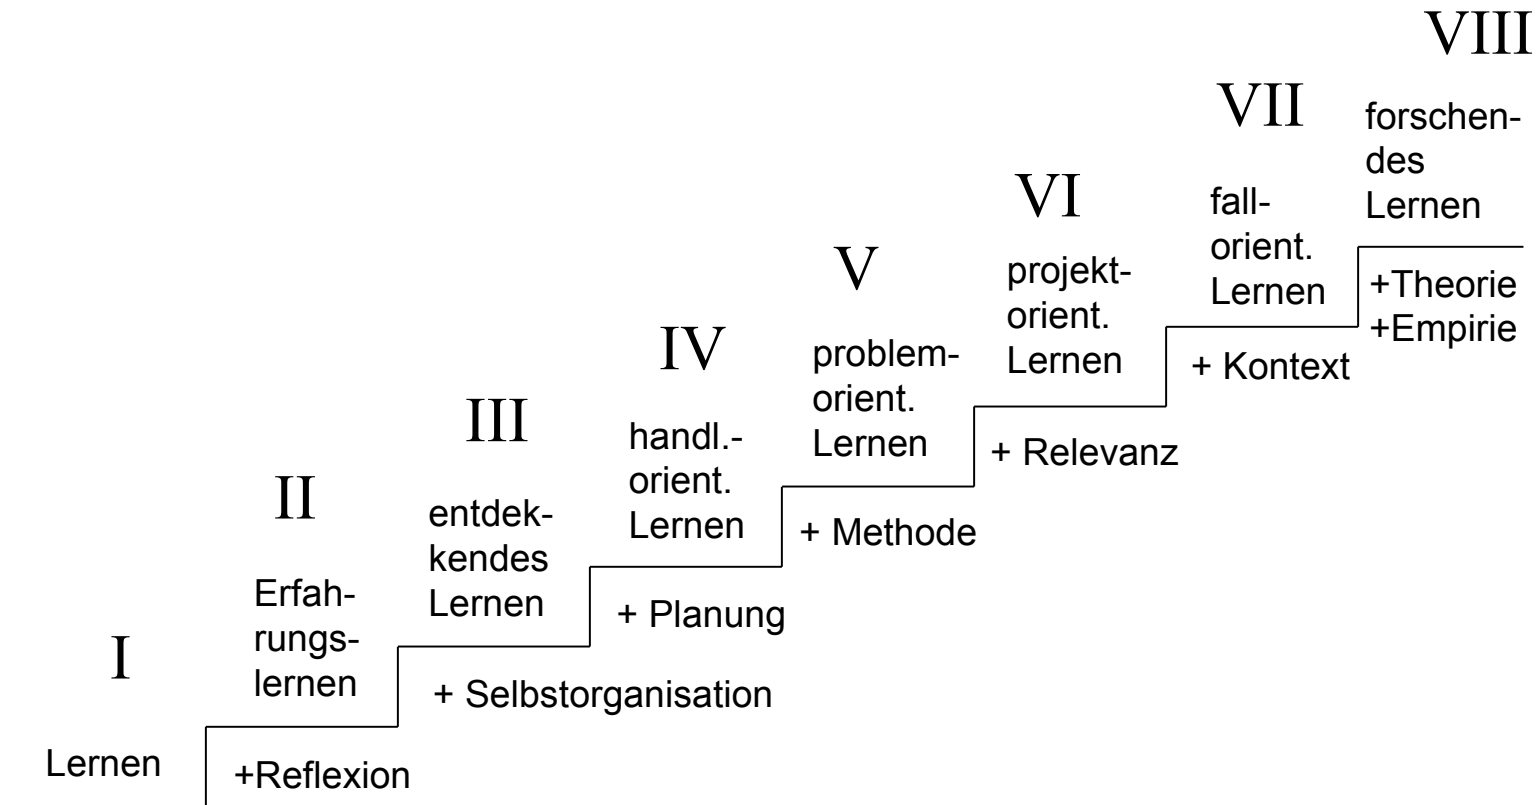 I
Lernen
II
Erfah-
rungs-
lernen
+Reflexion
III
entdek-
kendes
Lernen
+ Selbstorganisation
IV
handl.-
orient.
Lernen
+ Planung
V
problem-
orient.
Lernen
+ Methode
VI
projekt-
orient.
Lernen
+ Relevanz
VII
fall-
orient.
Lernen
+ Kontext
VIII
forschen-
des
Lernen
+Theorie
+Empirie